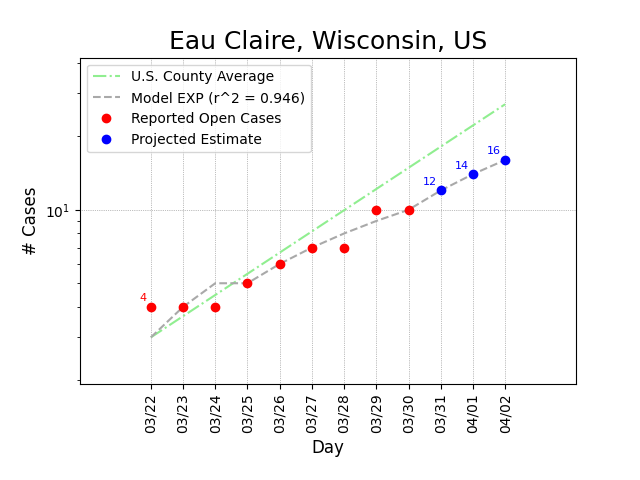 Eau Claire, Wisconsin, US
U.S. County Average
Model EXP (r^2 = 0.946)
Reported Open Cases
Projected Estimate
4
12
14
16
# Cases
10^1
03/22
03/23
03/24
03/25
03/26
03/27
03/28
03/29
03/30
03/31
04/01
04/02
Day